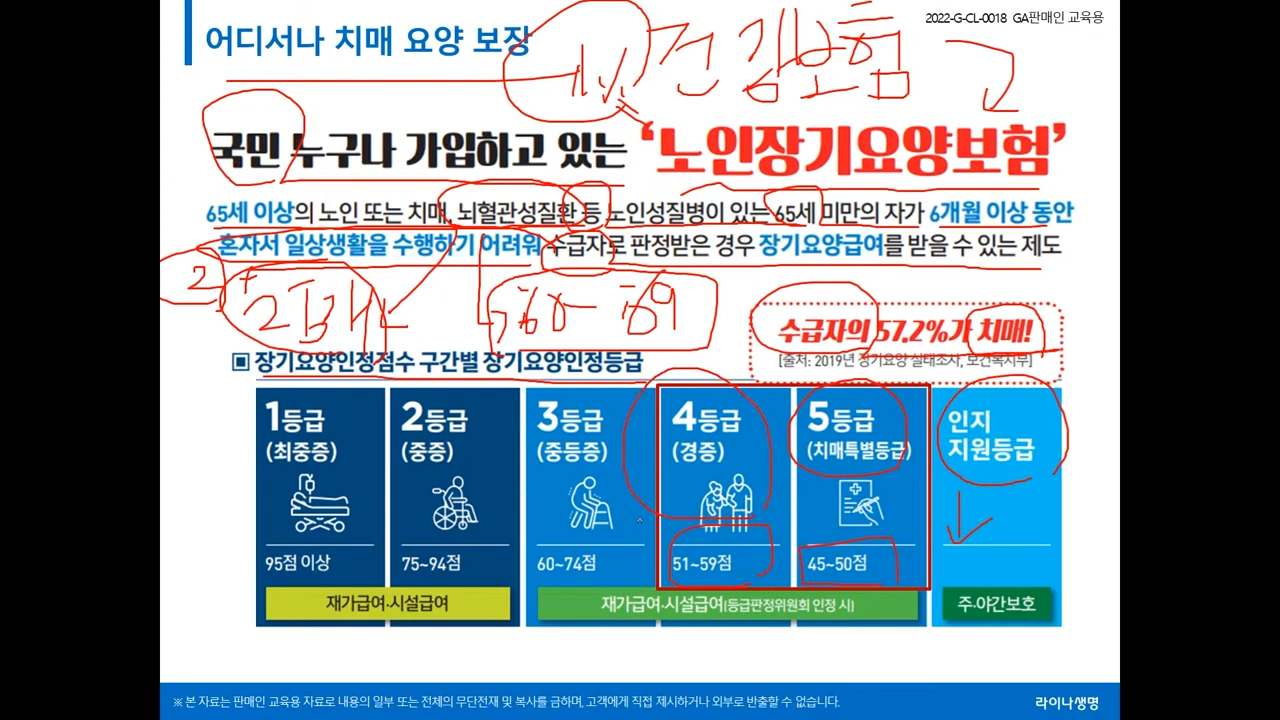 2022-G-CL-0018 GA판매인 교육용
어디서나 치매 요양 보장
건강보험
국민 누구나 가입하고 있는 '노인장기요양보험'
65세 이상의 노인 또는 치매, 뇌혈관성질환 등 노인성질병이 있는 65세 미만의 자가 6개월 이상 동안
혼자서 일상생활을 수행하기 어려워 수급자로 판정받은 경우 장기요양급여를 받을 수 있는 제도
수급자의 57.2%가 치매!
[출처: 2019년 장기요양 실태조사, 보건복지부]
▣ 장기요양인정점수 구간별 장기요양인정등급
1등급 2등급 3등급 4등급 5등급 인지
(최중증) (중증) (중등증) (경증) (치매특별등급) 지원등급
95점 이상 75~94점 60~74점 51~59점 45~50점
재가급여·시설급여 재가급여·시설급여(등급판정위원회 인정 시) 주·야간보호
※ 본 자료는 판매인 교육용 자료로 내용의 일부 또는 전체의 무단전재 및 복사를 금하며, 고객에게 직접 제시하거나 외부로 반출할 수 없습니다.
라이나생명